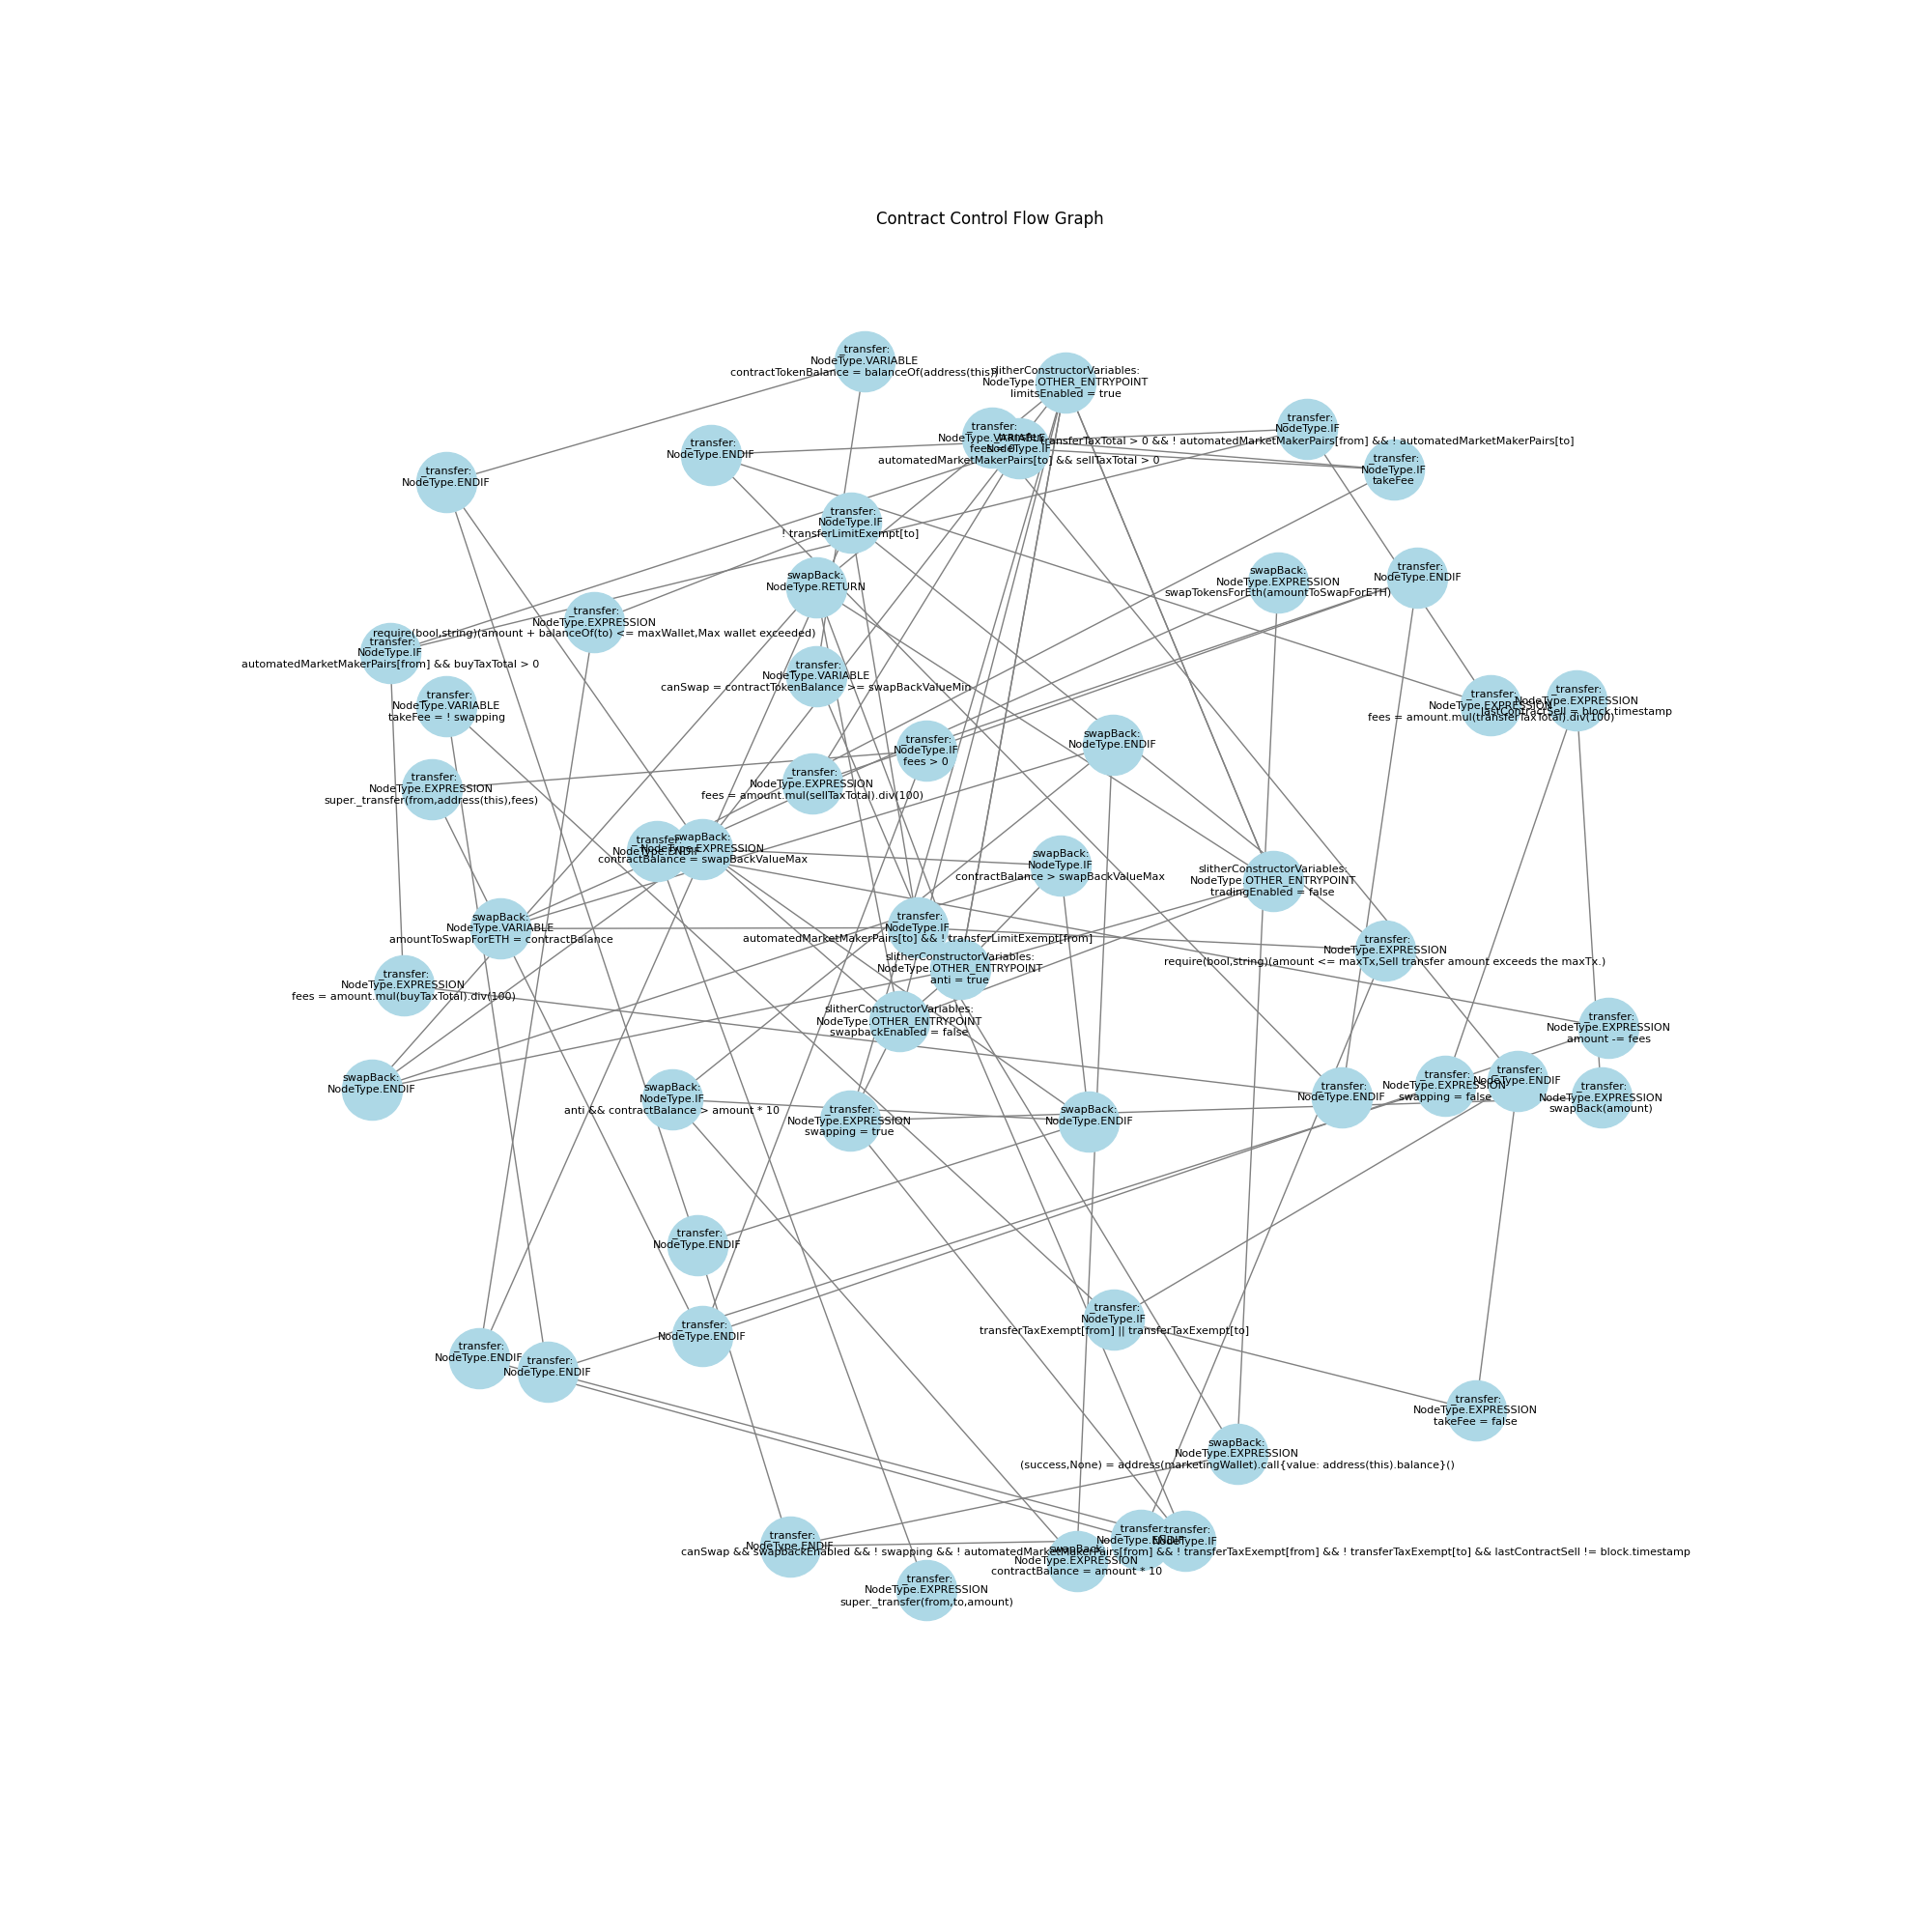 Contract Control Flow Graph
_transfer:
NodeType.VARIABLE
contractTokenBalance = balanceOf(address(this))
slitherConstructorVariables:
NodeType.OTHER_ENTRYPOINT
limitsEnabled = true
_transfer:
NodeType.IF
transferTaxTotal > 0 && ! automatedMarketMakerPairs[from] && ! automatedMarketMakerPairs[to]
_transfer:
NodeType.VARIABLE
NodeType.IF
automatedMarketMakerPairs[to] && sellTaxTotal > 0
_transfer:
NodeType.ENDIF
_transfer:
NodeType.IF
takeFee
_transfer:
NodeType.ENDIF
_transfer:
NodeType.IF
! transferLimitExempt[to]
swapBack:
NodeType.RETURN
swapBack:
NodeType.EXPRESSION
swapTokensForEth(amountToSwapForETH)
_transfer:
NodeType.ENDIF
_transfer:
NodeType.EXPRESSION
require(bool,string)(amount + balanceOf(to) <= maxWallet,Max wallet exceeded)
_transfer:
NodeType.IF
automatedMarketMakerPairs[from] && buyTaxTotal > 0
_transfer:
NodeType.VARIABLE
canSwap = contractTokenBalance >= swapBackValueMin
_transfer:
NodeType.VARIABLE
takeFee = ! swapping
_transfer:
NodeType.EXPRESSION
fees = amount.mul(transferTaxTotal).div(100)
_transfer:
NodeType.EXPRESSION
lastContractSell = block.timestamp
_transfer:
NodeType.IF
fees > 0
swapBack:
NodeType.ENDIF
_transfer:
NodeType.EXPRESSION
fees = amount.mul(sellTaxTotal).div(100)
_transfer:
NodeType.EXPRESSION
super._transfer(from,address(this),fees)
_transfer:
NodeType.ENDIF
swapBack:
NodeType.EXPRESSION
contractBalance = swapBackValueMax
swapBack:
NodeType.IF
contractBalance > swapBackValueMax
slitherConstructorVariables:
NodeType.OTHER_ENTRYPOINT
tradingEnabled = false
swapBack:
NodeType.VARIABLE
amountToSwapForETH = contractBalance
_transfer:
NodeType.IF
automatedMarketMakerPairs[to] && ! transferLimitExempt[from]
_transfer:
NodeType.EXPRESSION
require(bool,string)(amount <= maxTx,Sell transfer amount exceeds the maxTx.)
slitherConstructorVariables:
NodeType.OTHER_ENTRYPOINT
anti = true
_transfer:
NodeType.EXPRESSION
fees = amount.mul(buyTaxTotal).div(100)
slitherConstructorVariables:
NodeType.OTHER_ENTRYPOINT
swapbackEnabled = false
_transfer:
NodeType.EXPRESSION
amount -= fees
swapBack:
NodeType.ENDIF
_transfer:
NodeType.EXPRESSION
swapping = false
_transfer:
NodeType.ENDIF
_transfer:
NodeType.ENDIF
_transfer:
NodeType.EXPRESSION
swapBack(amount)
swapBack:
NodeType.IF
anti && contractBalance > amount * 10
_transfer:
NodeType.EXPRESSION
swapping = true
swapBack:
NodeType.ENDIF
_transfer:
NodeType.ENDIF
_transfer:
NodeType.IF
transferTaxExempt[from] || transferTaxExempt[to]
_transfer:
NodeType.ENDIF
_transfer:
NodeType.ENDIF
_transfer:
NodeType.ENDIF
_transfer:
NodeType.EXPRESSION
takeFee = false
swapBack:
NodeType.EXPRESSION
(success,None) = address(marketingWallet).call{value: address(this).balance}()
_transfer:
NodeType.ENDIF
_transfer:
NodeType.ENDIF
_transfer:
NodeType.IF
canSwap && swapbackEnabled && ! swapping && ! automatedMarketMakerPairs[from] && ! transferTaxExempt[from] && ! transferTaxExempt[to] && lastContractSell != block.timestamp
swapBack:
NodeType.EXPRESSION
contractBalance = amount * 10
_transfer:
NodeType.EXPRESSION
super._transfer(from,to,amount)